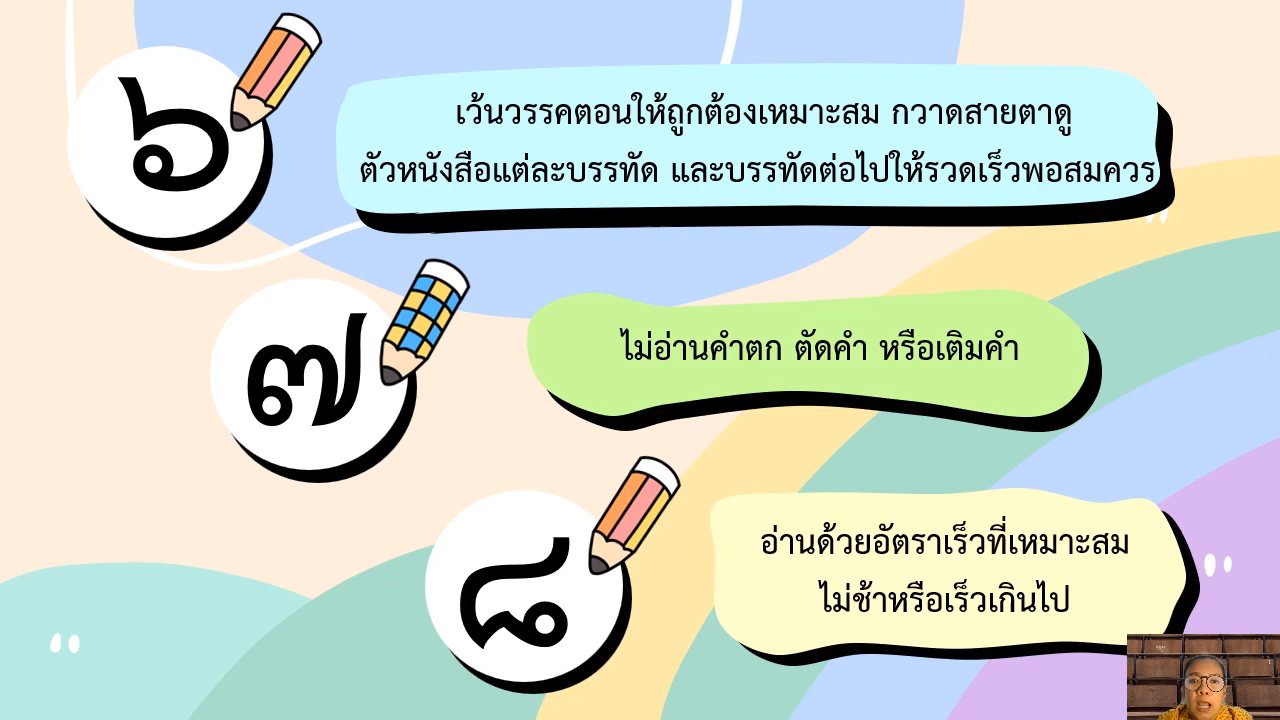 ๖
เว้นวรรคตอนให้ถูกต้องเหมาะสม กวาดสายตาดู
ตัวหนังสือแต่ละบรรทัด และบรรทัดต่อไปให้รวดเร็วพอสมควร
๗
ไม่อ่านคำตก ตัดคำ หรือเติมคำ
๘
อ่านด้วยอัตราเร็วที่เหมาะสม
ไม่ช้าหรือเร็วเกินไป